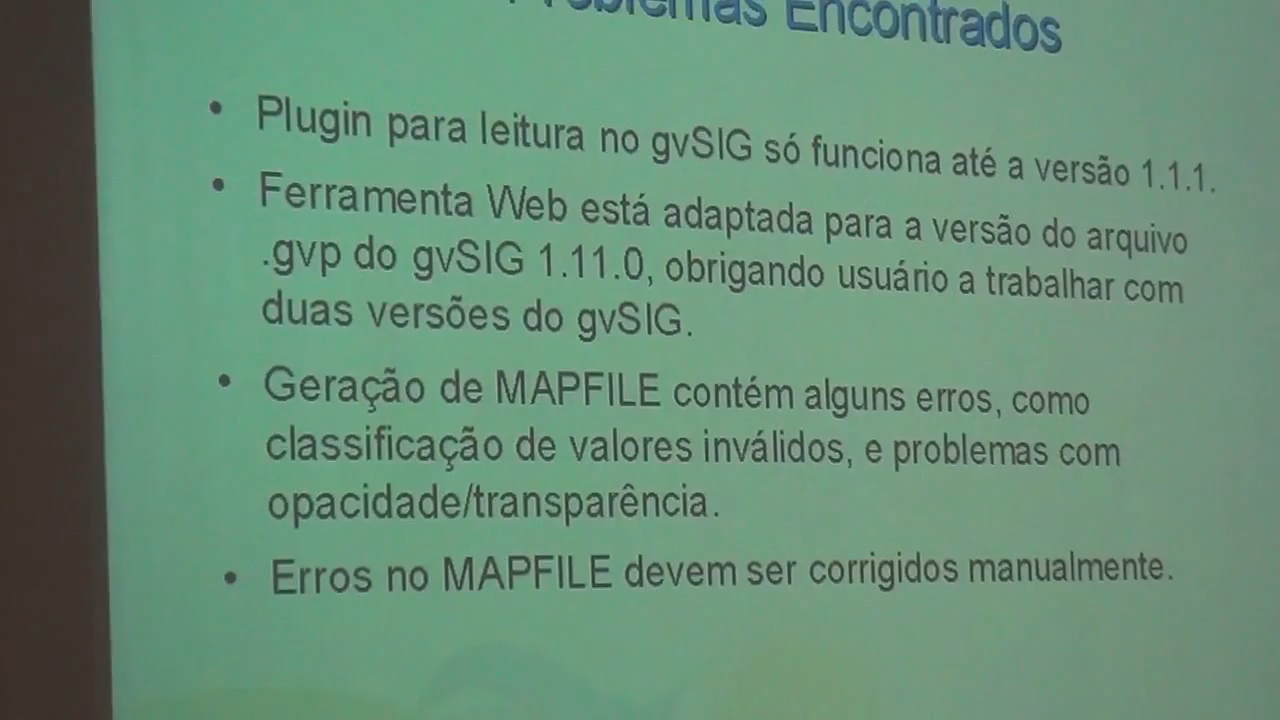 Problemas Encontrados
• Plugin para leitura no gvSIG só funciona até a versão 1.1.1.
• Ferramenta Web está adaptada para a versão do arquivo
.gvp do gvSIG 1.11.0, obrigando usuário a trabalhar com
duas versões do gvSIG.
• Geração de MAPFILE contém alguns erros, como
classificação de valores inválidos, e problemas com
opacidade/transparência.
• Erros no MAPFILE devem ser corrigidos manualmente.